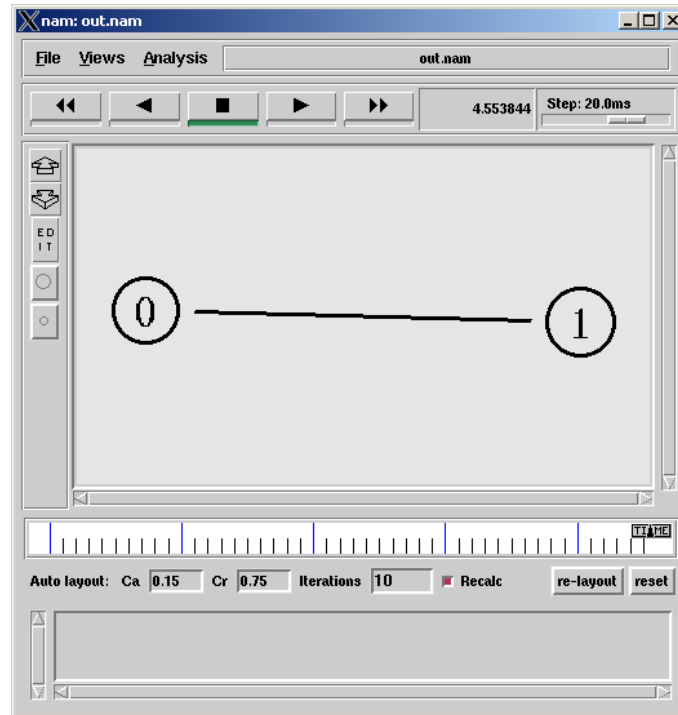 nam: out.nam
File Views Analysis out.nam
4.553844 Step: 20.0ms
E D
I T
0 1
TIME
Auto layout: Ca 0.15 Cr 0.75 Iterations 10 Recalc re-layout reset